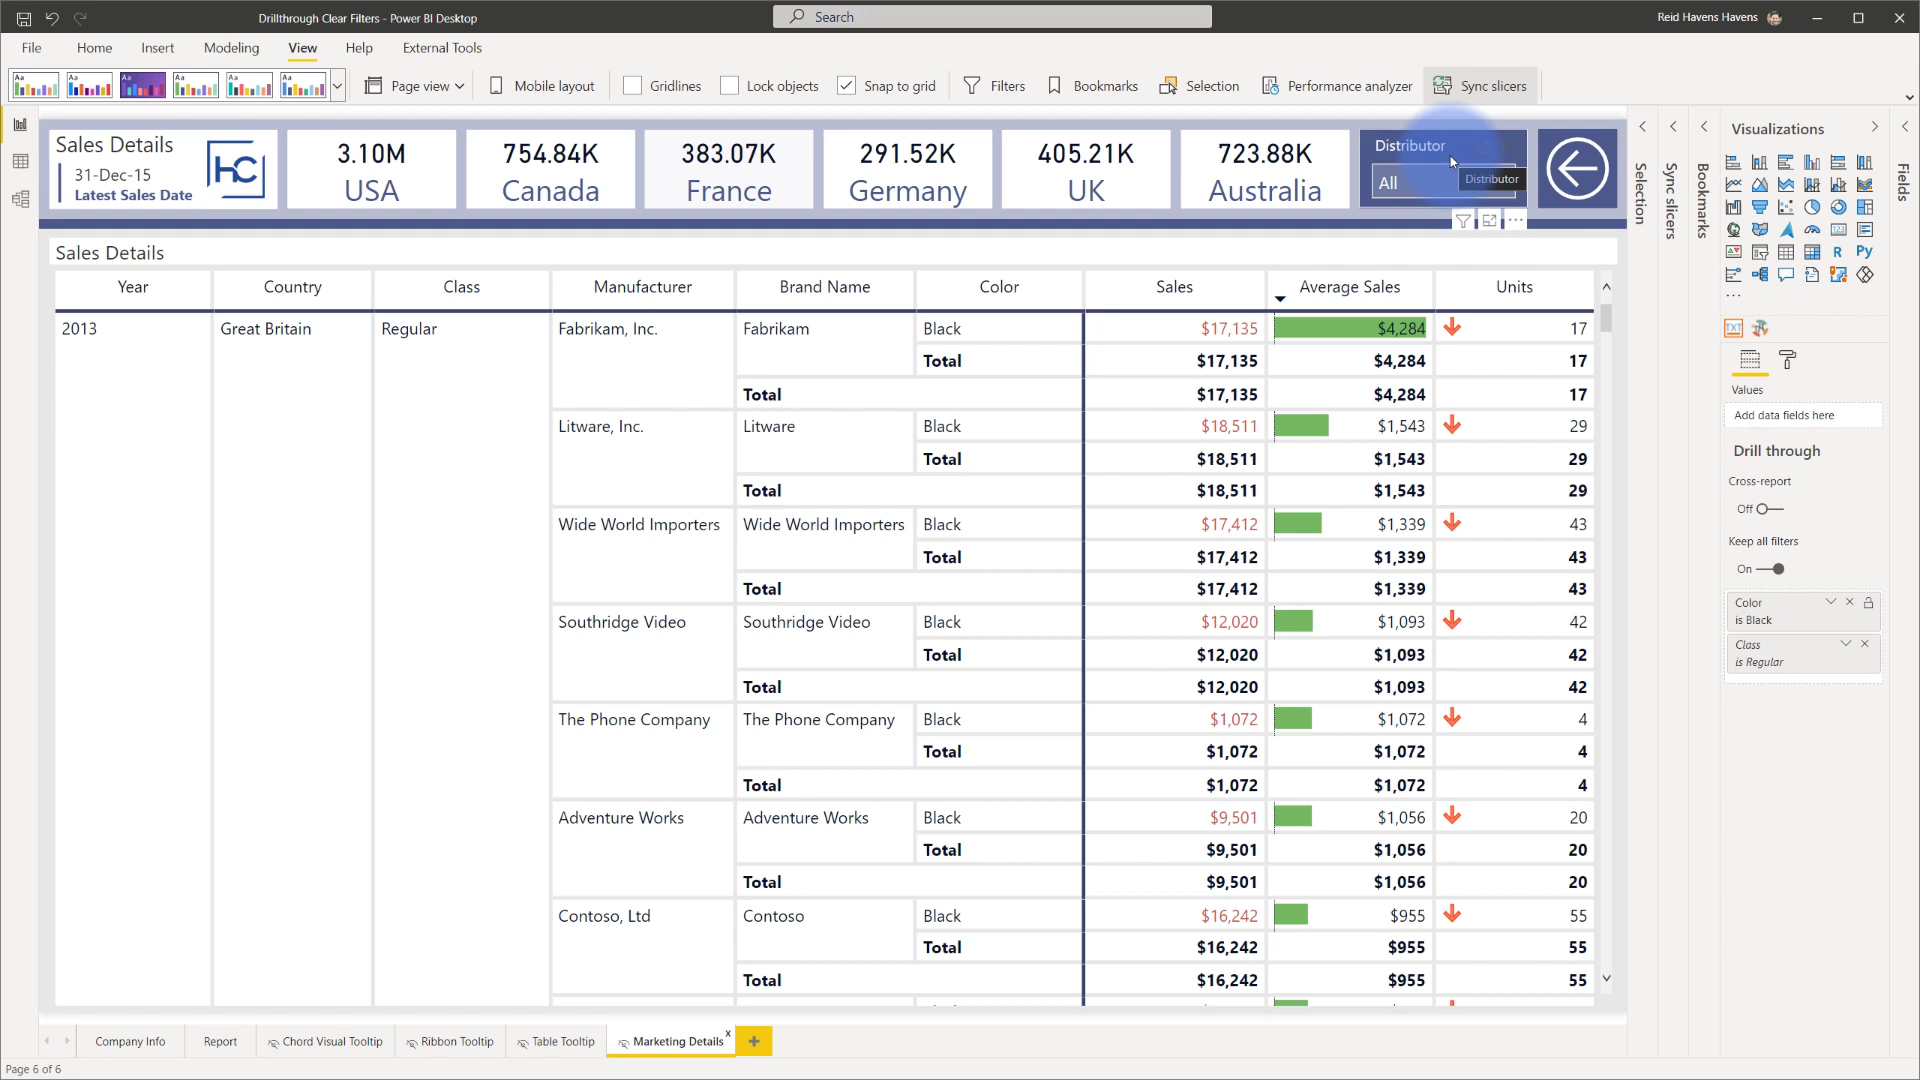 Drillthrough Clear Filters - Power BI Desktop
Search
Reid Havens Havens
File Home Insert Modeling View Help External Tools
Aa Aa Aa Aa Aa Aa
Page view Mobile layout Gridlines Lock objects Snap to grid Filters Bookmarks Selection Performance analyzer Sync slicers
Sales Details
31-Dec-15
Latest Sales Date
HC
3.10M
USA
754.84K
Canada
383.07K
France
291.52K
Germany
405.21K
UK
723.88K
Australia
Distributor
All
Distributor
Sales Details
Year Country Class Manufacturer Brand Name Color Sales Average Sales Units
2013 Great Britain Regular Fabrikam, Inc. Fabrikam Black $17,135 $4,284 17
Total $17,135 $4,284 17
Total $17,135 $4,284 17
Litware, Inc. Litware Black $18,511 $1,543 29
Total $18,511 $1,543 29
Total $18,511 $1,543 29
Wide World Importers Wide World Importers Black $17,412 $1,339 43
Total $17,412 $1,339 43
Total $17,412 $1,339 43
Southridge Video Southridge Video Black $12,020 $1,093 42
Total $12,020 $1,093 42
Total $12,020 $1,093 42
The Phone Company The Phone Company Black $1,072 $1,072 4
Total $1,072 $1,072 4
Total $1,072 $1,072 4
Adventure Works Adventure Works Black $9,501 $1,056 20
Total $9,501 $1,056 20
Total $9,501 $1,056 20
Contoso, Ltd Contoso Black $16,242 $955 55
Total $16,242 $955 55
Total $16,242 $955 55
Selection
Sync slicers
Bookmarks
Visualizations
R Py
TXT
Values
Add data fields here
Drill through
Cross-report
Off
Keep all filters
On
Color
is Black
Class
is Regular
Fields
Company Info Report Chord Visual Tooltip Ribbon Tooltip Table Tooltip Marketing Details x +
Page 6 of 6